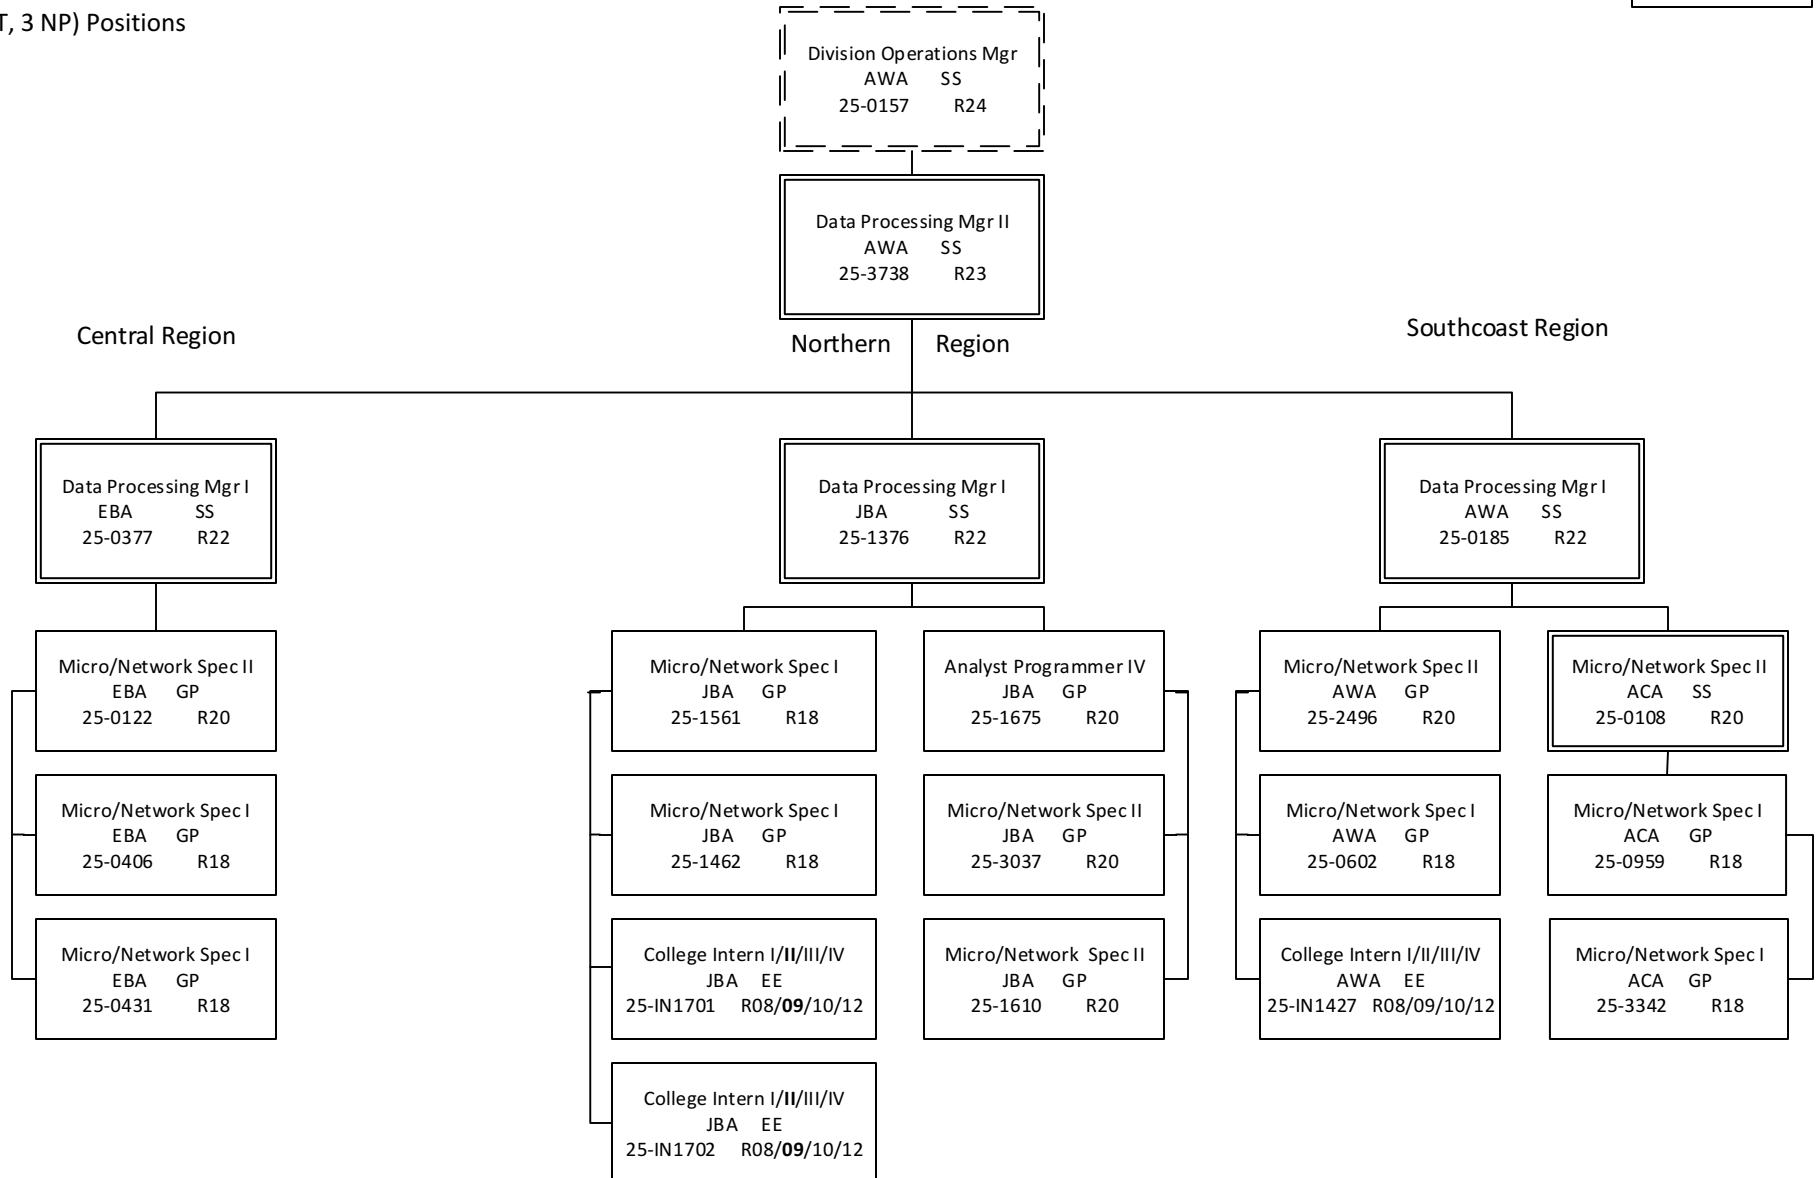 T, 3 NP) Positions
Division Operations Mgr
AWA SS
25-0157 R24
Data Processing Mgr II
AWA SS
25-3738 R23
Central Region
Northern Region
Southcoast Region
Data Processing Mgr I
EBA SS
25-0377 R22
Data Processing Mgr I
JBA SS
25-1376 R22
Data Processing Mgr I
AWA SS
25-0185 R22
Micro/Network Spec II
EBA GP
25-0122 R20
Micro/Network Spec I
EBA GP
25-0406 R18
Micro/Network Spec I
EBA GP
25-0431 R18
Micro/Network Spec I
JBA GP
25-1561 R18
Micro/Network Spec I
JBA GP
25-1462 R18
College Intern I/II/III/IV
JBA EE
25-IN1701 R08/09/10/12
College Intern I/II/III/IV
JBA EE
25-IN1702 R08/09/10/12
Analyst Programmer IV
JBA GP
25-1675 R20
Micro/Network Spec II
JBA GP
25-3037 R20
Micro/Network Spec II
JBA GP
25-1610 R20
Micro/Network Spec II
AWA GP
25-2496 R20
Micro/Network Spec I
AWA GP
25-0602 R18
College Intern I/II/III/IV
AWA EE
25-IN1427 R08/09/10/12
Micro/Network Spec II
ACA SS
25-0108 R20
Micro/Network Spec I
ACA GP
25-0959 R18
Micro/Network Spec I
ACA GP
25-3342 R18